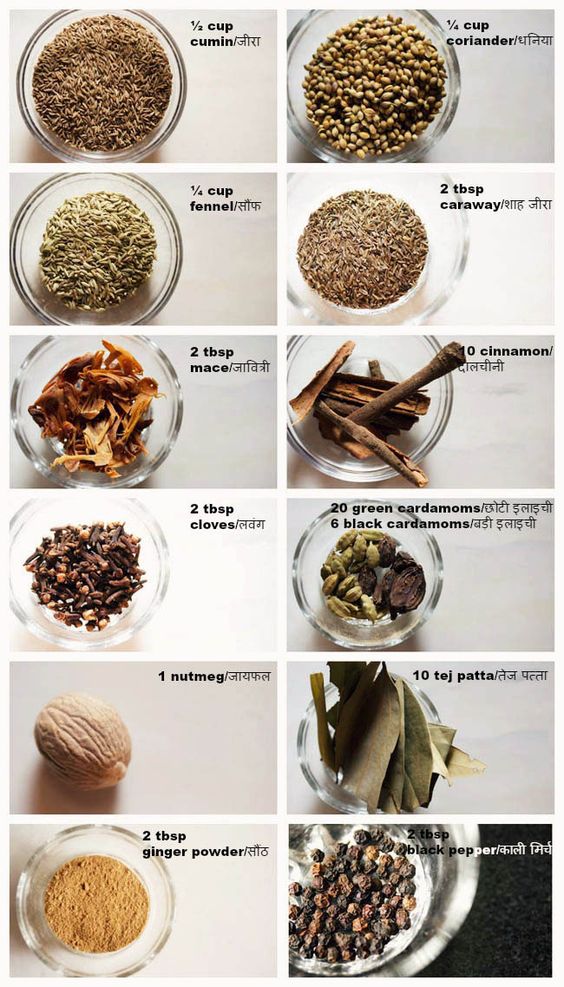 ½ cup
cumin/जीरा
¼ cup
coriander/धनिया
¼ cup
fennel/सौंफ
2 tbsp
caraway/शाह जीरा
2 tbsp
mace/जावित्री
10 cinnamon/
दालचीनी
2 tbsp
cloves/लवंग
20 green cardamoms/छोटी इलाइची
6 black cardamoms/बडी इलाइची
1 nutmeg/जायफल
10 tej patta/तेज पत्ता
2 tbsp
ginger powder/सौंठ
2 tbsp
black pepper/काली मिर्च